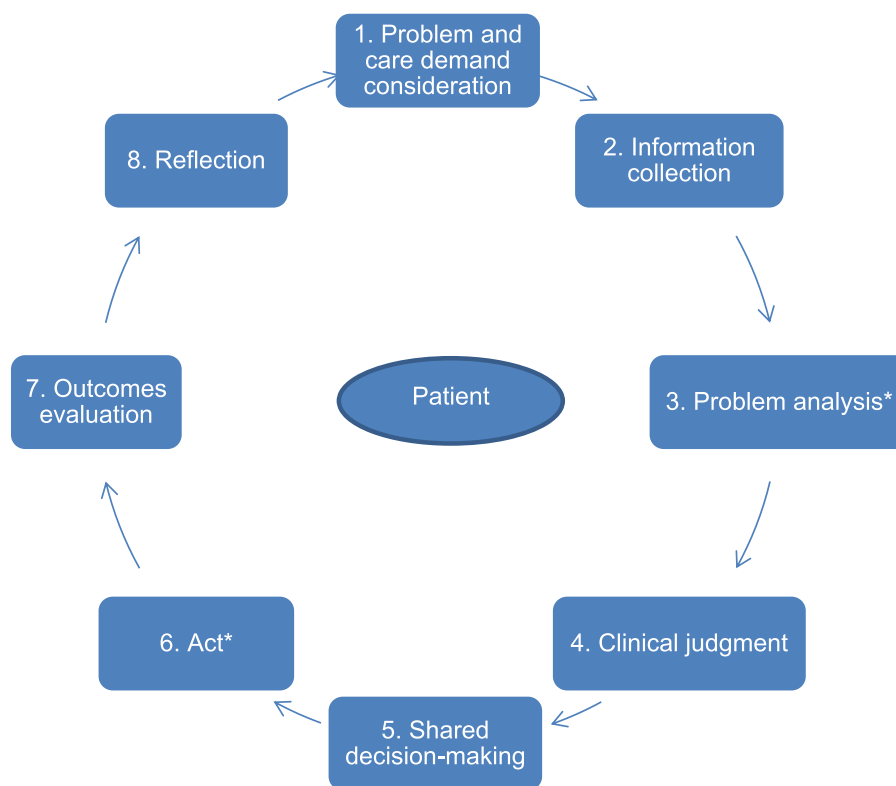 1. Problem and
care demand
consideration
2. Information
collection
3. Problem analysis*
4. Clinical judgment
5. Shared
decision-making
6. Act*
7. Outcomes
evaluation
8. Reflection
Patient